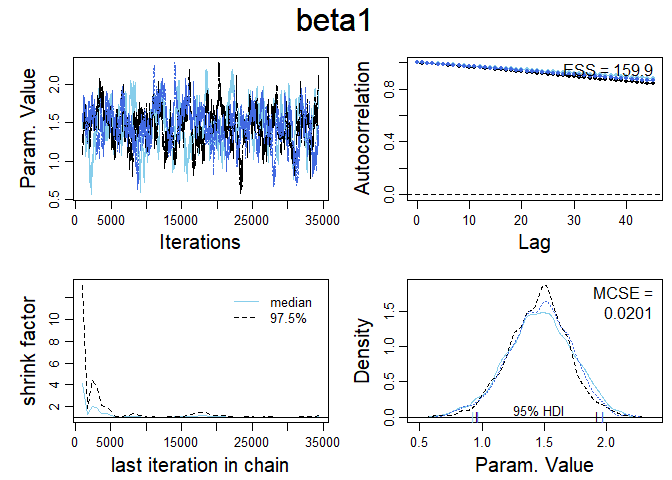 beta1
Param. Value
0.5 1.0 1.5 2.0
0 5000 15000 25000 35000
Iterations
Autocorrelation
0.0 0.4 0.8
ESS = 159.9
0 10 20 30 40
Lag
shrink factor
2 4 6 8 10
median
97.5%
0 5000 15000 25000 35000
last iteration in chain
Density
0.0 0.5 1.0 1.5
MCSE =
0.0201
95% HDI
0.5 1.0 1.5 2.0
Param. Value